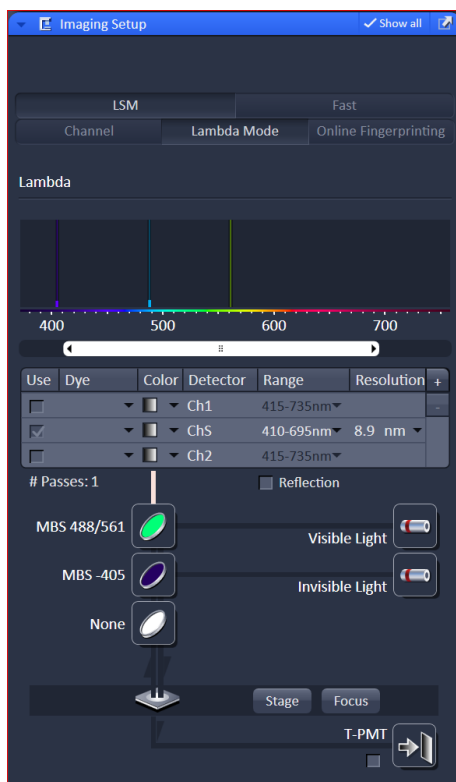 Imaging Setup
Show all
LSM Fast
Channel Lambda Mode Online Fingerprinting
Lambda
400 500 600 700
Use Dye Color Detector Range Resolution + 
Ch1 415-735nm -
ChS 410-695nm 8.9 nm
Ch2 415-735nm
# Passes: 1 Reflection
MBS 488/561
Visible Light
MBS -405
Invisible Light
None
Stage Focus
T-PMT